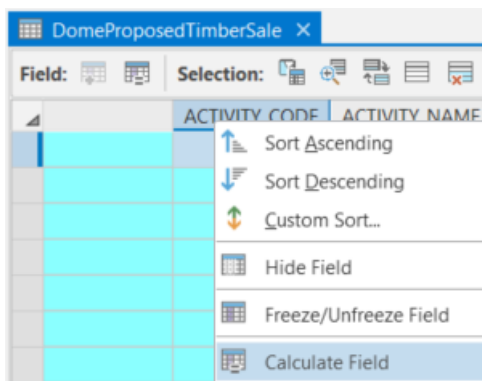 DomeProposedTimberSale
Field: Selection:
ACTIVITY_CODE ACTIVITY_NAME
Sort Ascending
Sort Descending
Custom Sort...
Hide Field
Freeze/Unfreeze Field
Calculate Field